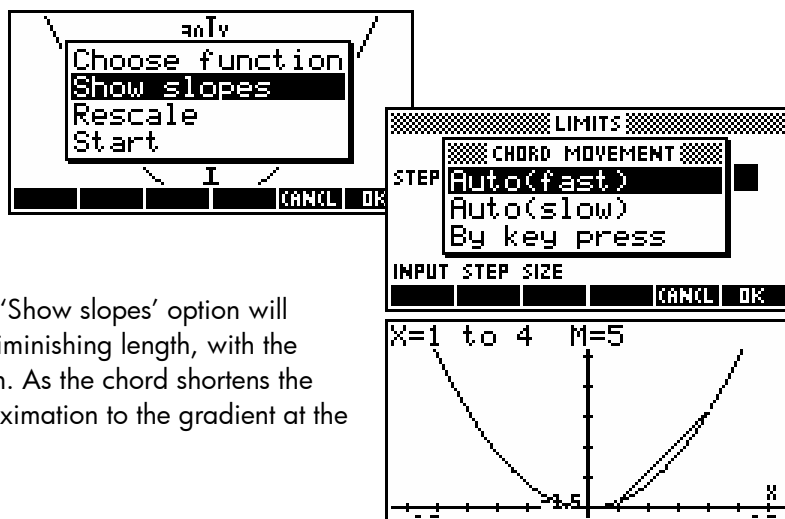 Choose function
Show slopes
Rescale
Start
CANCL OK
LIMITS
CHORD MOVEMENT
STEP Auto(fast)
Auto(slow)
By key press
INPUT STEP SIZE
CANCL OK
‘Show slopes’ option will
iminishing length, with the
n. As the chord shortens the
ximation to the gradient at the
X=1 to 4 M=5
X